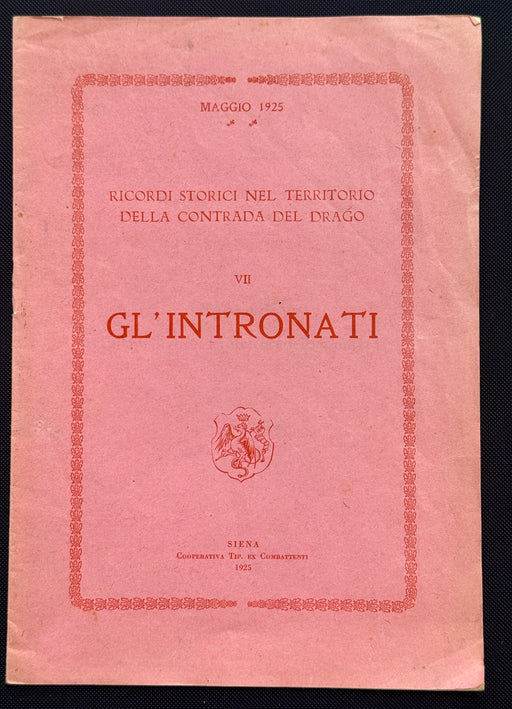 MAGGIO 1925
RICORDI STORICI NEL TERRITORIO
DELLA CONTRADA DEL DRAGO
VII
GL'INTRONATI
SIENA
COOPERATIVA TIP. EX COMBATTENTI
1925